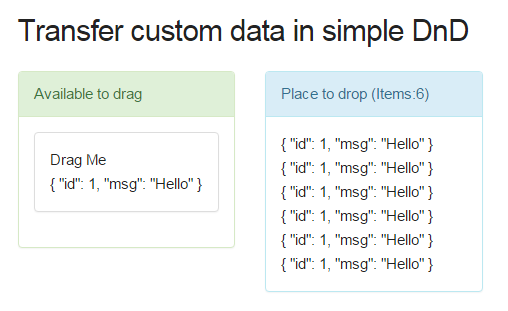 Transfer custom data in simple DnD
Available to drag
Drag Me
{ "id": 1, "msg": "Hello" }
Place to drop (Items:6)
{ "id": 1, "msg": "Hello" }
{ "id": 1, "msg": "Hello" }
{ "id": 1, "msg": "Hello" }
{ "id": 1, "msg": "Hello" }
{ "id": 1, "msg": "Hello" }
{ "id": 1, "msg": "Hello" }